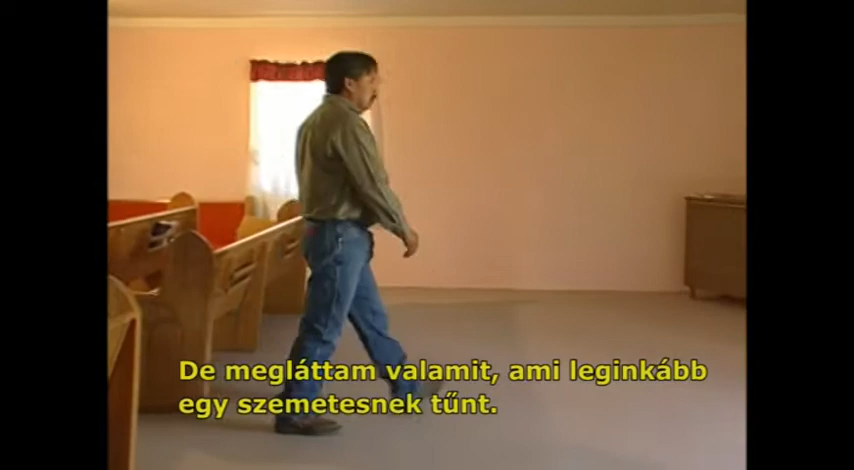 De megláttam valamit, ami leginkább
egy szemetesnek tűnt.